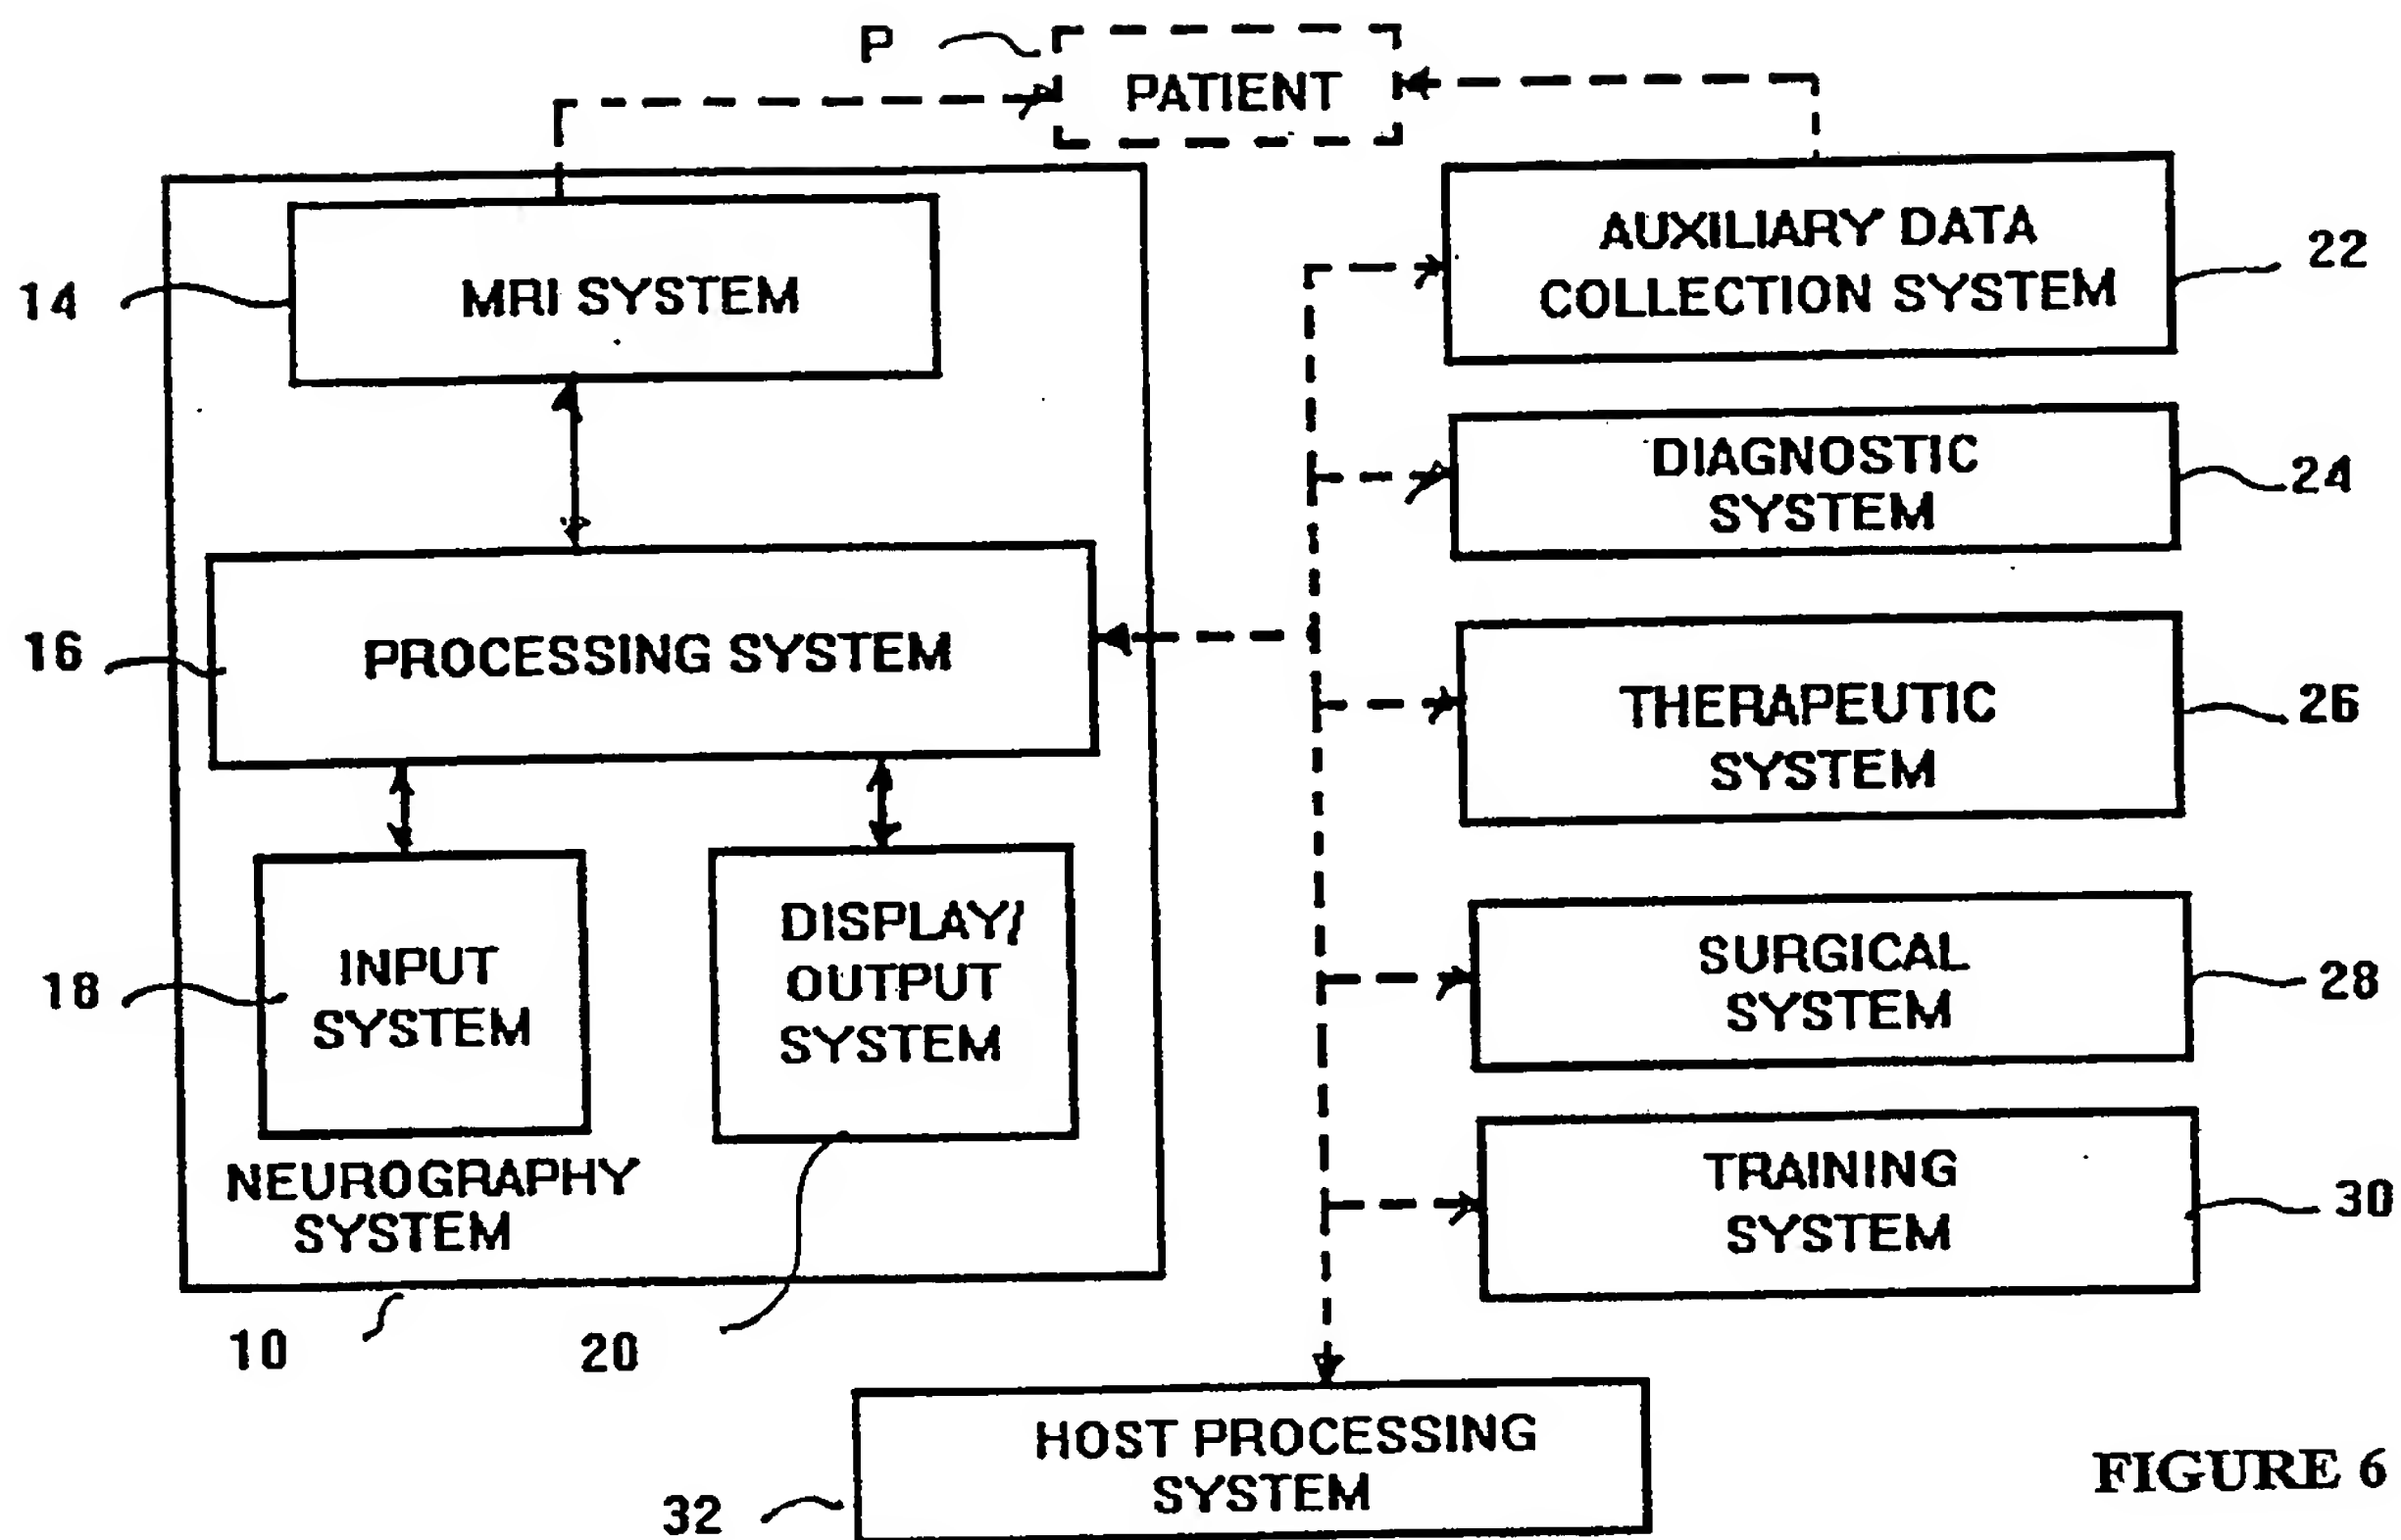 P
PATIENT
MRI SYSTEM
14
AUXILIARY DATA
COLLECTION SYSTEM
22
DIAGNOSTIC
SYSTEM
24
PROCESSING SYSTEM
16
THERAPEUTIC
SYSTEM
26
INPUT
SYSTEM
18
DISPLAY/
OUTPUT
SYSTEM
SURGICAL
SYSTEM
28
NEUROGRAPHY
SYSTEM
TRAINING
SYSTEM
30
10
20
HOST PROCESSING
SYSTEM
32
FIGURE 6